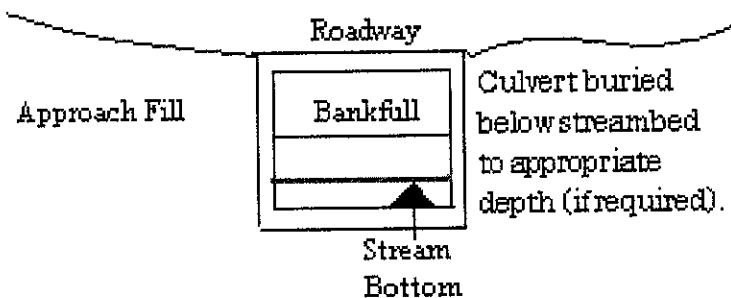 Roadway
Approach Fill
Bankfull
Culvert buried
below streambed
to appropriate
depth (if required).
Stream
Bottom